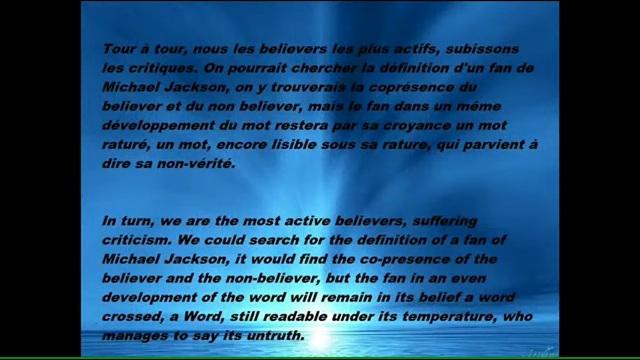 Tour à tour, nous les believers les plus actifs, subissons
les critiques. On pourrait chercher la définition d'un fan de
Michael Jackson, on y trouverais la coprésence du
believer et du non believer, mais le fan dans un même
développement du mot restera par sa croyance un mot
raturé, un mot, encore lisible sous sa rature, qui parvient à
dire sa non-vérité.
In turn, we are the most active believers, suffering
criticism. We could search for the definition of a fan of
Michael Jackson, it would find the co-presence of the
believer and the non-believer, but the fan in an even
development of the word will remain in its belief a word
crossed, a Word, still readable under its temperature, who
manages to say its untruth.